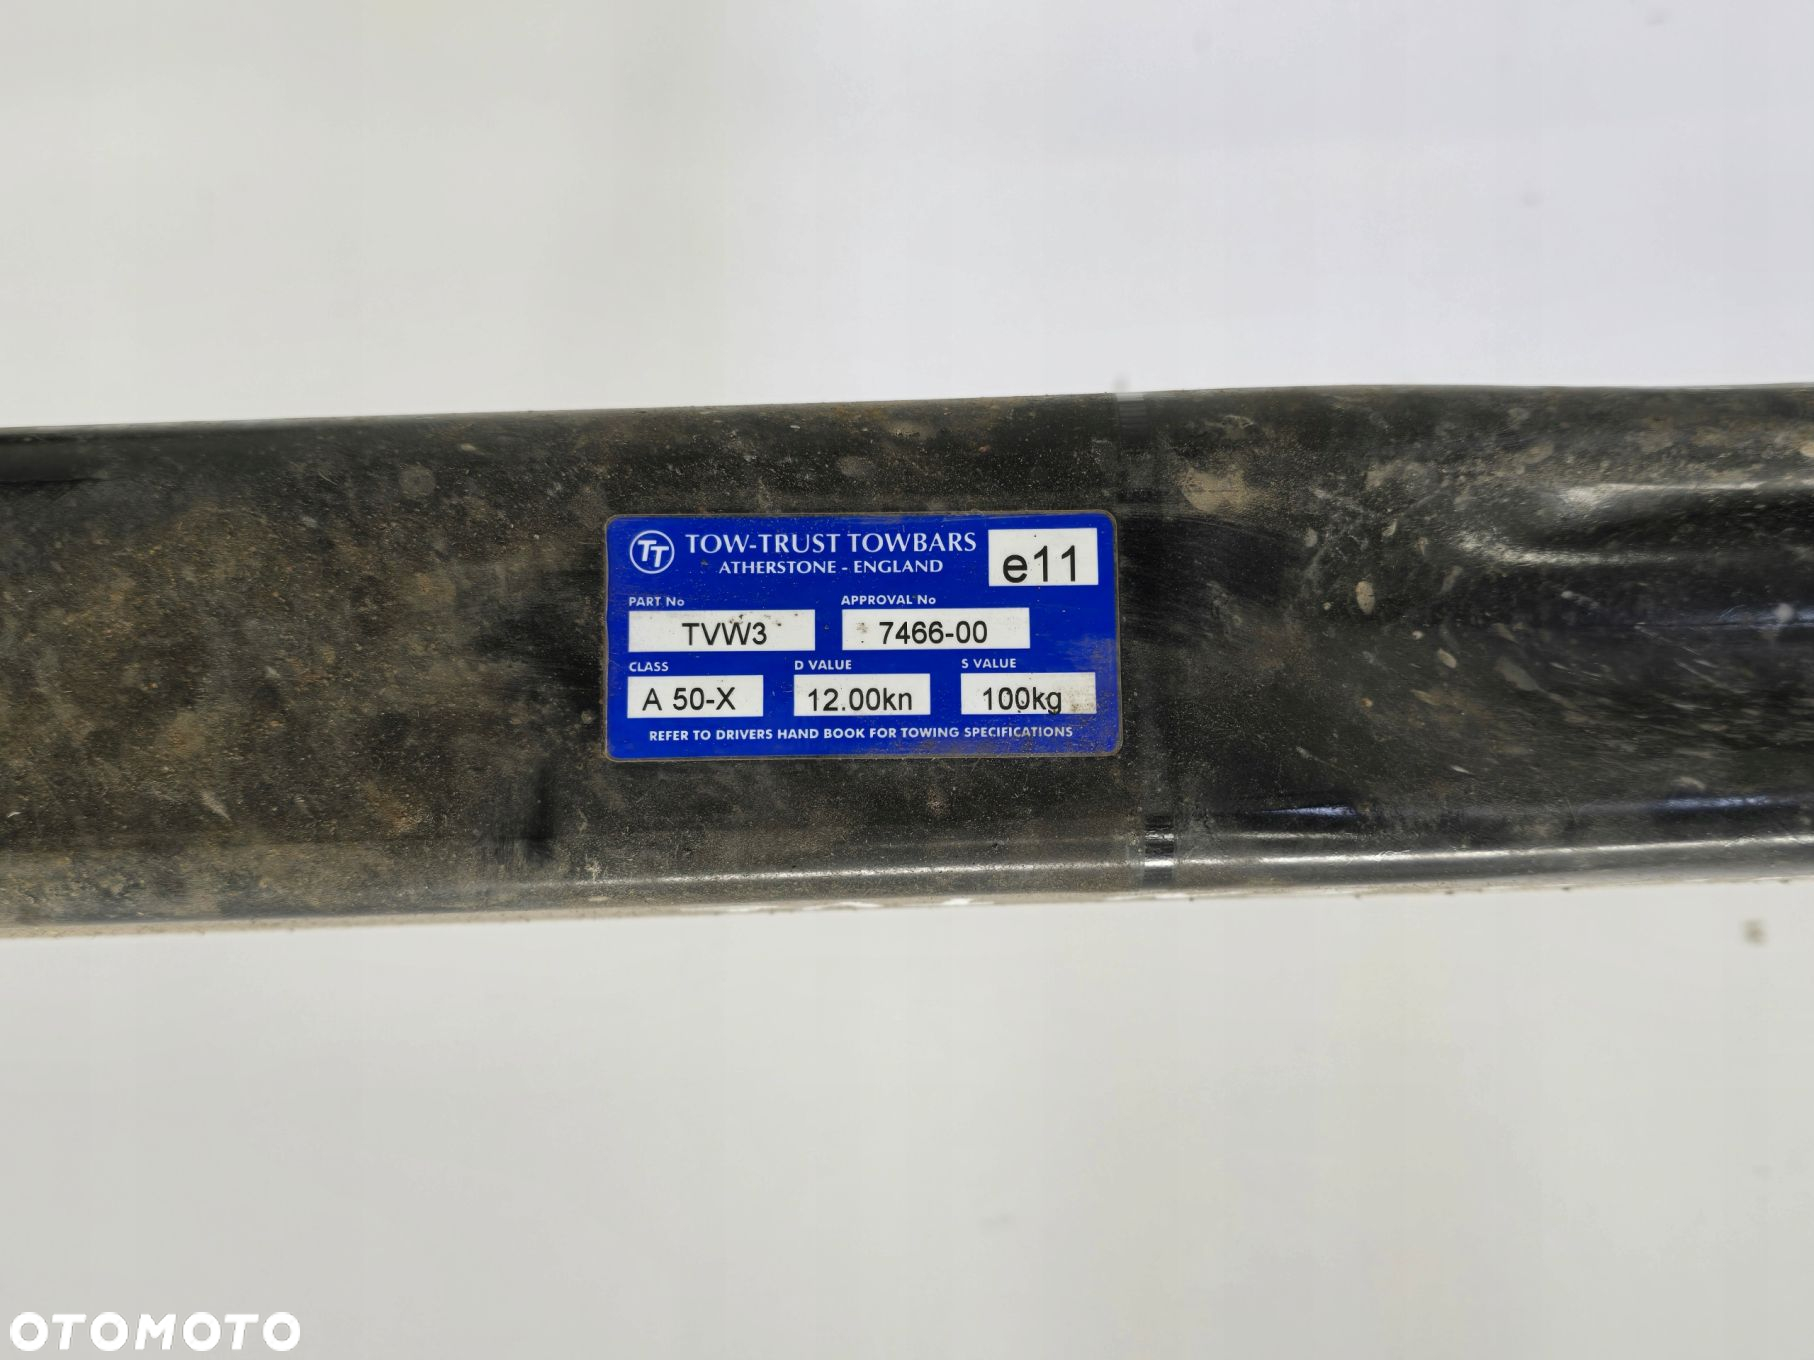 TT TOW-TRUST TOWBARS
ATHERSTONE - ENGLAND
e11
PART No
APPROVAL No
TVW3
7466-00
CLASS
D VALUE
S VALUE
A 50-X
12.00kn
100kg
REFER TO DRIVERS HAND BOOK FOR TOWING SPECIFICATIONS
OTOMOTO